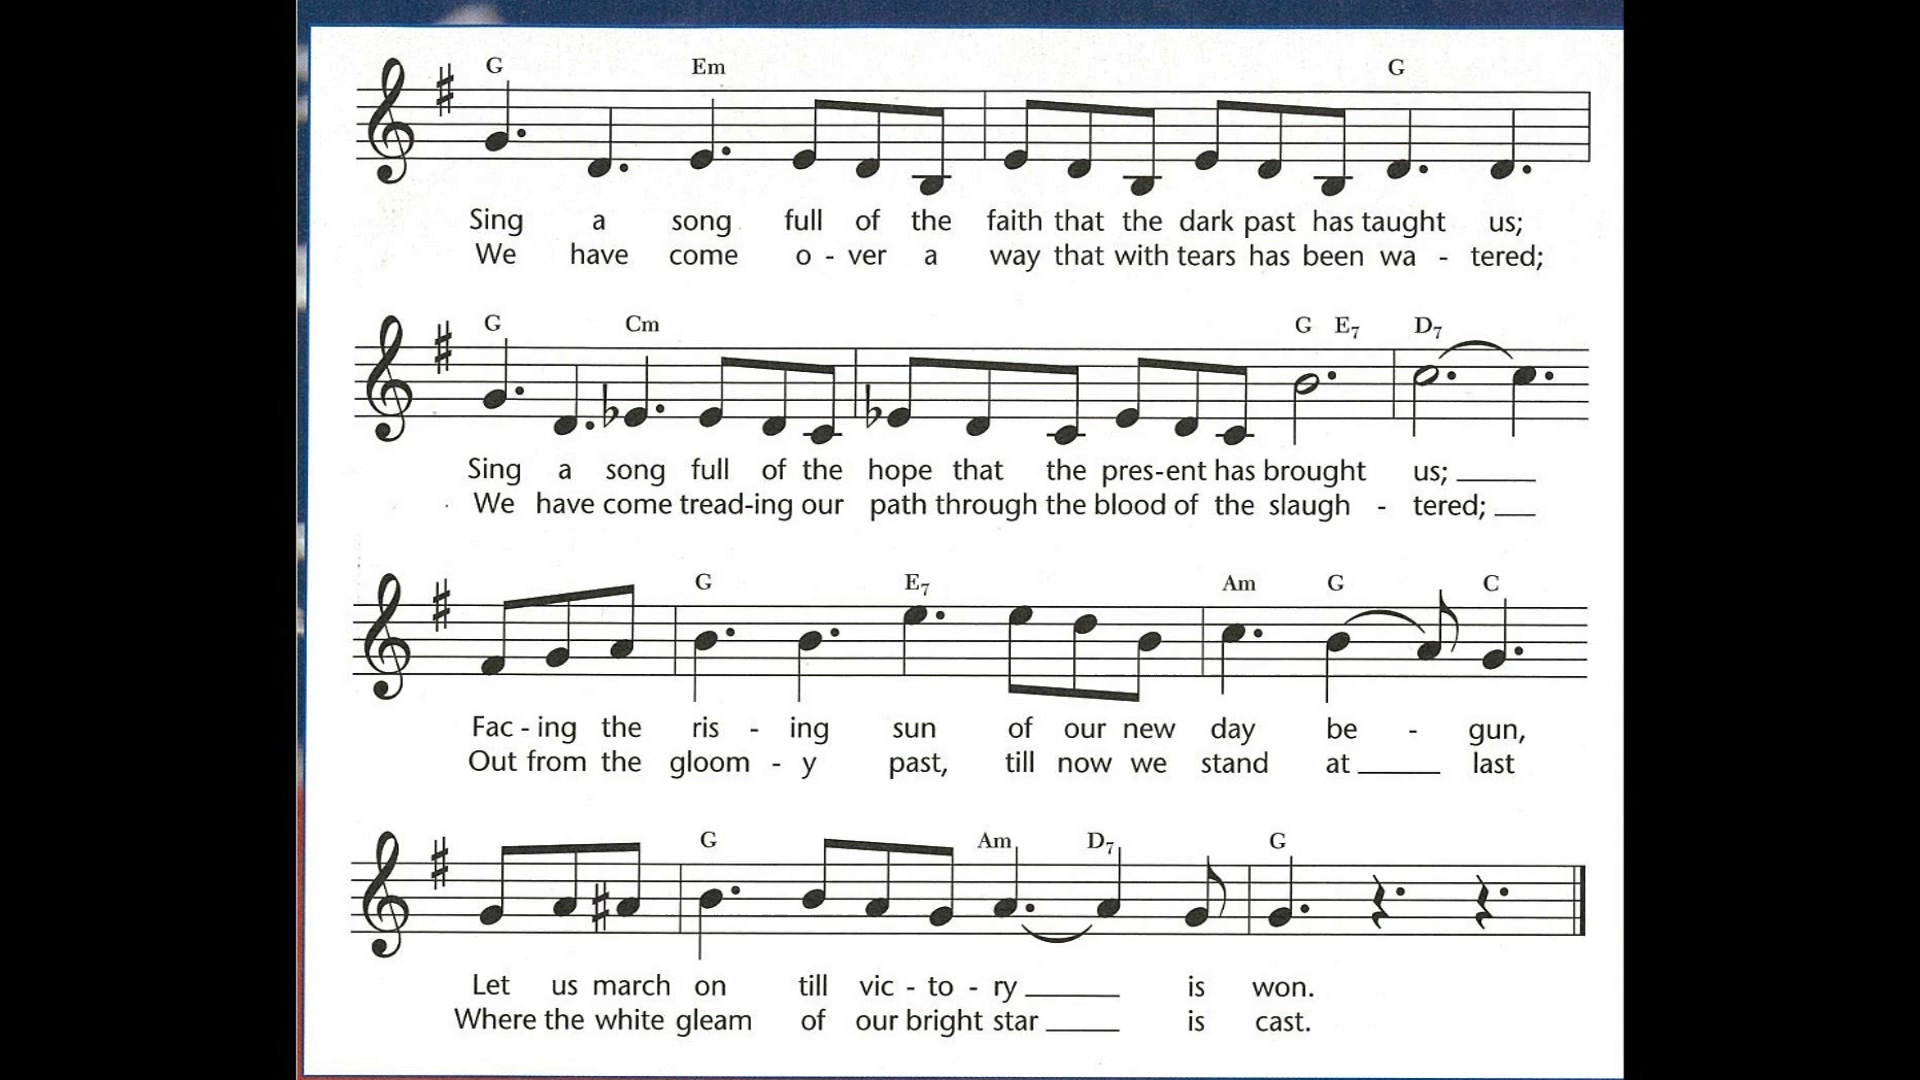 G Em G
Sing a song full of the faith that the dark past has taught us;
We have come o - ver a way that with tears has been wa - tered;
G Cm G E7 D7
Sing a song full of the hope that the pres-ent has brought us;
We have come tread-ing our path through the blood of the slaugh - tered;
G E7 Am G C
Fac - ing the ris - ing sun of our new day be - gun,
Out from the gloom - y past, till now we stand at last
G Am D7 G
Let us march on till vic - to - ry is won.
Where the white gleam of our bright star is cast.